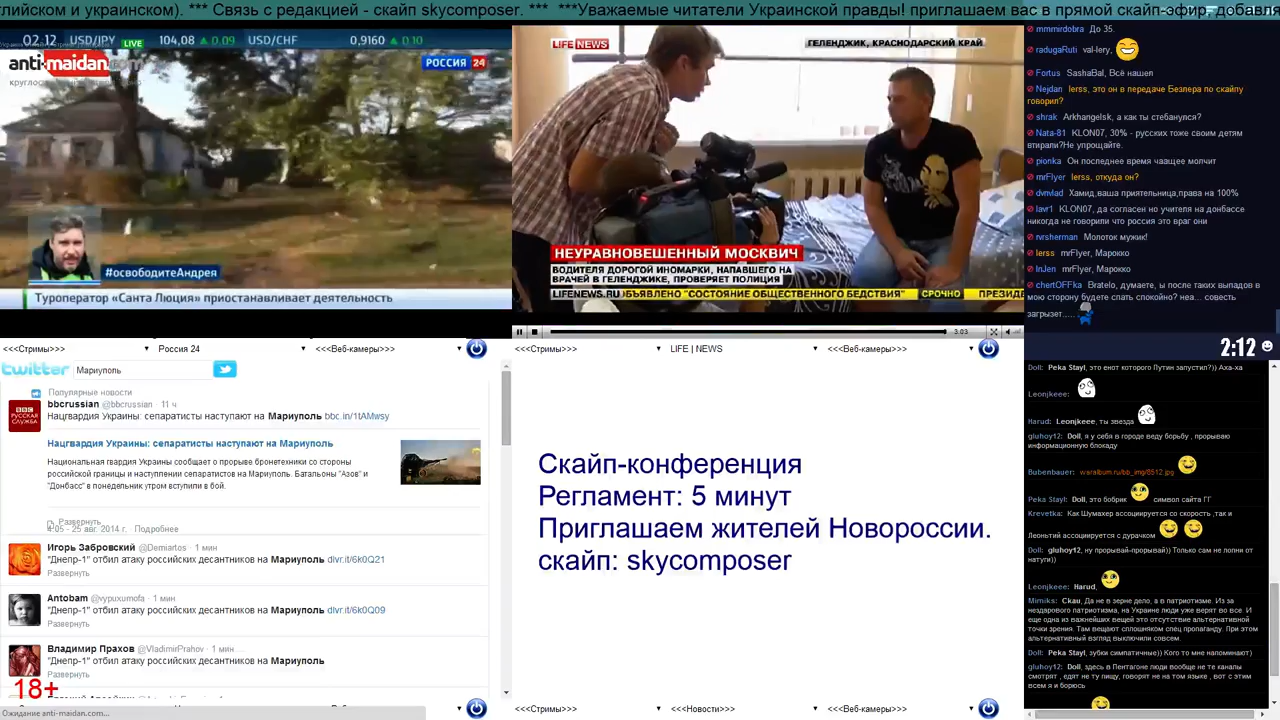 глийском и украинском). *** Связь с редакцией - скайп skycomposer. *** ***Уважаемые читатели Украинской правды! приглашаем вас в прямой скайп-эфир, добавля
02:12 USD/JPY LIVE 104,08 ▲0.09 USD/CHF 0,960 ▲0.10
anti-maidan
РОССИЯ 24
#освободитеАндрея
Туроператор «Санта Люция» приостанавливает деятельность
LIFE NEWS
ГЕЛЕНДЖИК, КРАСНОДАРСКИЙ КРАЙ
НЕУРАВНОВЕШЕННЫЙ МОСКВИЧ
ВОДИТЕЛЯ ДОРОГОЙ ИНОМАРКИ, НАПАВШЕГО НА
ВРАЧЕЙ В ГЕЛЕНДЖИКЕ, ПРОВЕРЯЕТ ПОЛИЦИЯ
LIFENEWS.RU ОБЪЯВЛЕНО "СОСТОЯНИЕ ОБЩЕСТВЕННОГО БЕДСТВИЯ" СРОЧНО ПРЕЗИД
3:03
<<<Стримы>>> Россия 24 <<<Веб-камеры>>>
<<<Стримы>>> LIFE | NEWS <<<Веб-камеры>>>
twitter Мариуполь
Популярные новости
bbcrussian @bbcrussian · 11 ч
Нацгвардия Украины: сепаратисты наступают на Мариуполь bbc.in/1tAMwsy
Нацгвардия Украины: сепаратисты наступают на Мариуполь
Национальная гвардия Украины сообщает о прорыве бронетехники со стороны
российской границы и наступлении сепаратистов на Мариуполь. Батальоны "Азов" и
"Донбасс" в понедельник утром вступили в бой.
Развернуть
4:05 - 25 авг. 2014 г. · Подробнее
Игорь Забровский @Demiartos · 1 мин
"Днепр-1" отбил атаку российских десантников на Мариуполь dlvr.it/6k0Q21
Развернуть
Antobam @vypuxumofa · 1 мин
"Днепр-1" отбил атаку российских десантников на Мариуполь dlvr.it/6k0Q09
Развернуть
Владимир Прахов @VladimirPrahov · 1 мин
"Днепр-1" отбил атаку российских десантников на Мариуполь
Развернуть
18+
Ожидание anti-maidan.com...
Скайп-конференция
Регламент: 5 минут
Приглашаем жителей Новороссии.
скайп: skycomposer
<<<Стримы>>> <<<Новости>>> <<<Веб-камеры>>>
mmmirdobra До 35.
radugaRuti val-lery,
Fortus SashaBal, Всё нашел
Nejdan lerss, это он в передаче Безлера по скайпу
говорил?
shrak Arkhangelsk, а как ты стебанулся?
Nata-81 KLON07, 30% - русских тоже своим детям
втирали?Не упрощайте.
pionka Он последнее время чаащее молчит
mrFlyer lerss, откуда он?
dvnvlad Хамид,ваша приятельница,права на 100%
lavr1 KLON07, да согласен но учителя на донбассе
никогда не говорили что россия это враг они
rvrsherman Молоток мужик!
lerss mrFlyer, Марокко
InJen mrFlyer, Марокко
chertOFFka Bratelo, думаете, ы после таких выпадов в
мою сторону будете спать спокойно? неа... совесть
загрызет.....
2:12
Doll: Peka Stayl, это енот которого Путин запустил?)) Аха-ха
Leonjkeee:
Harud: Leonjkeee, ты звезда
gluhoy12: Doll, я у себя в городе веду борьбу , прорываю
информационную блокаду
Bubenbauer: waralbum.ru/bb_img/8512.jpg
Peka Stayl: Doll, это бобрик символ сайта ГГ
Krevetka: Как Шумахер ассоциируется со скорость ,так и
Леонтий ассоциируется с дурачком
Doll: gluhoy12, ну прорывай-прорывай)) Только сам не лопни от
натуги))
Leonjkeee: Harud,
Mimiks: Скаu, Да не в зерне дело, а в патриотизме. Из за
нездарового патриотизма, на Украине люди уже верят во все. И
еще одна из важнейших вещей это отсутствие альтернативной
точки зрения. Там вещают сплошняком спец пропаганду. При этом
альтернативный взгляд выключили совсем.
Doll: Peka Stayl, зубки симпатичные)) Кого то мне напоминают)
gluhoy12: Doll, здесь в Пентагоне люди вообще не те каналы
смотрят , едят не ту пищу, говорят не на том языке , вот с этим
всем я и борюсь